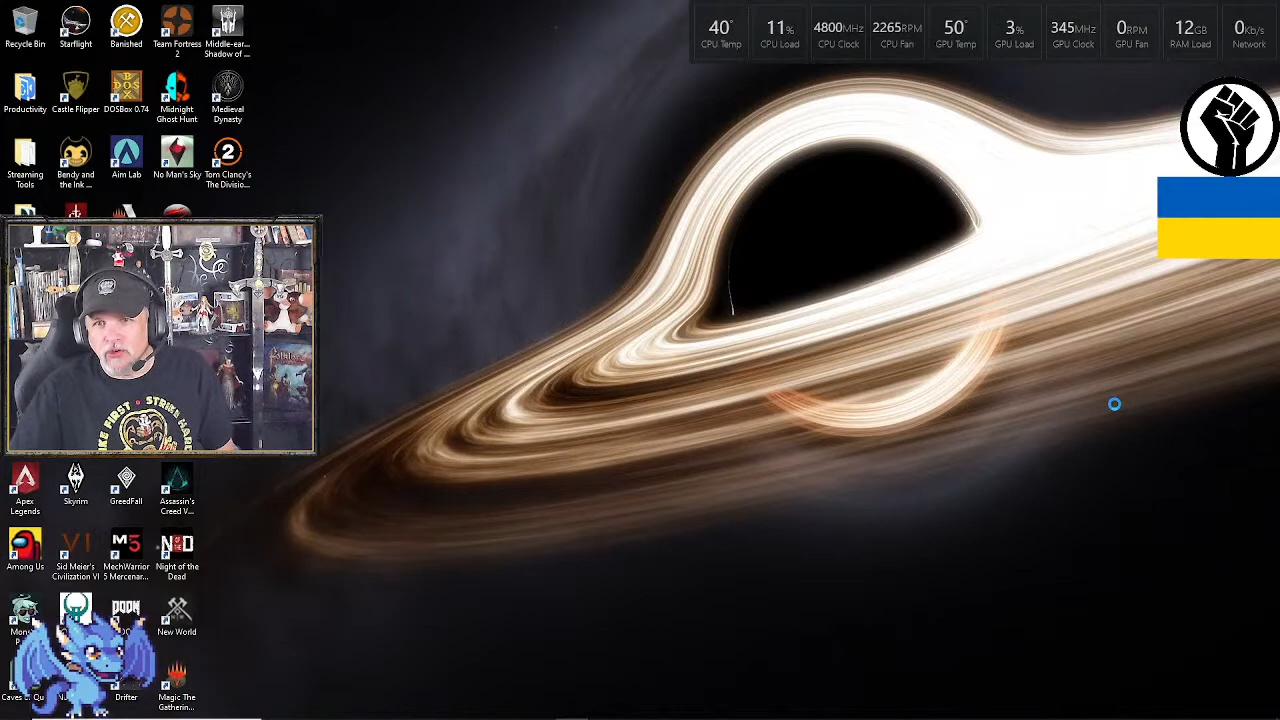 40° 11% 4800MHz 2265RPM 50° 3% 345MHz 0RPM 12GB 0Kb/s
CPU Temp CPU Load CPU Clock CPU Fan GPU Temp GPU Load GPU Clock GPU Fan RAM Load Network
Recycle Bin Starflight Banished Team Fortress 2 Middle-ear... Shadow of ...
Productivity Castle Flipper DOSBox 0.74 Midnight Ghost Hunt Medieval Dynasty
Streaming Tools Bendy and the Ink ... Aim Lab No Man's Sky Tom Clancy's The Divisio...
STRIKE
Apex Legends Skyrim GreedFall Assassin's Creed V...
Among Us Sid Meier's Civilization VI MechWarrior 5 Mercenar... Night of the Dead
DOOM New World
Drifter Magic The Gatherin...